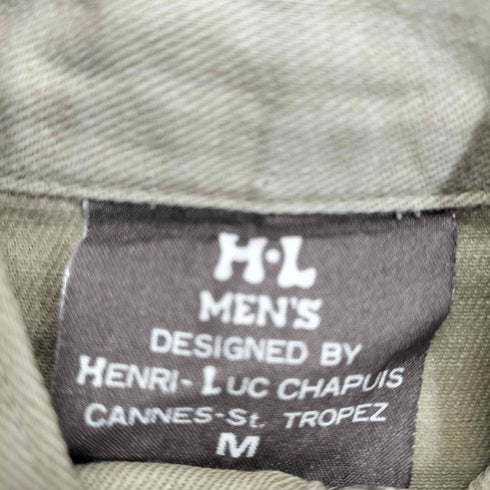 H·L
MEN'S
DESIGNED BY
HENRI-LUC CHAPUIS
CANNES-St. TROPEZ
M